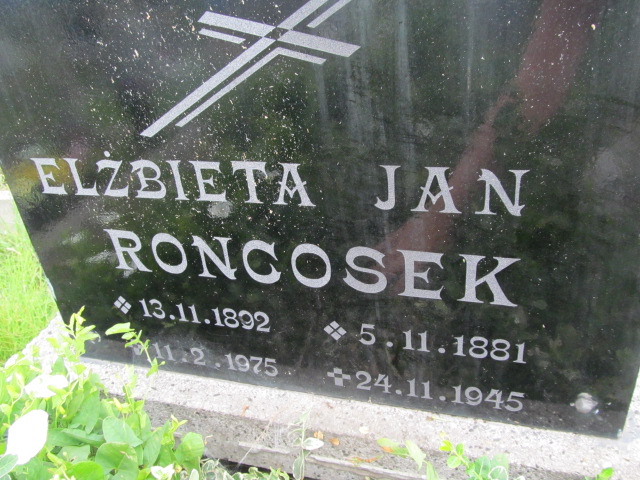 ELŻBIETA JAN
RONCOSEK
13.11.1892 5.11.1881
11.2.1975 24.11.1945